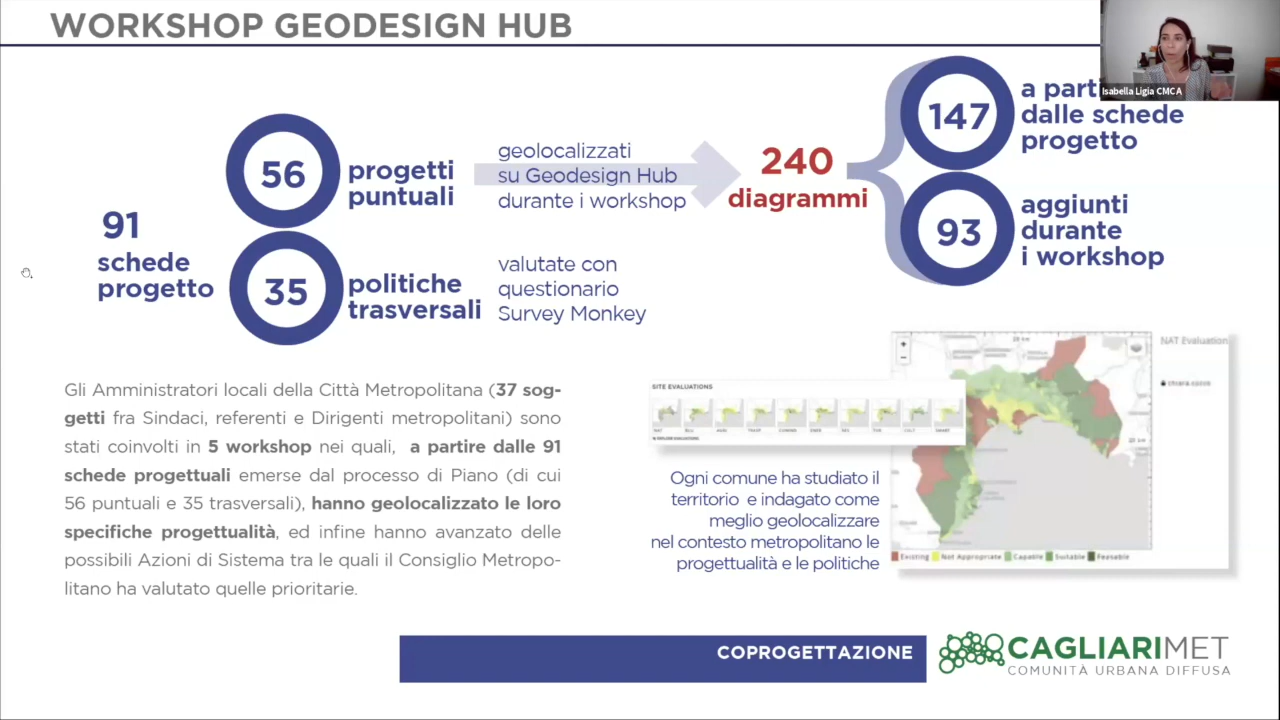 WORKSHOP GEODESIGN HUB
Isabella Ligia CMCA
91
schede
progetto
56
progetti
puntuali
geolocalizzati
su Geodesign Hub
durante i workshop
240
diagrammi
147
a part
dalle schede
progetto
93
aggiunti
durante
i workshop
35
politiche
trasversali
valutate con
questionario
Survey Monkey
Gli Amministratori locali della Città Metropolitana (37 sog-
getti fra Sindaci, referenti e Dirigenti metropolitani) sono
stati coinvolti in 5 workshop nei quali, a partire dalle 91
schede progettuali emerse dal processo di Piano (di cui
56 puntuali e 35 trasversali), hanno geolocalizzato le loro
specifiche progettualità, ed infine hanno avanzato delle
possibili Azioni di Sistema tra le quali il Consiglio Metropo-
litano ha valutato quelle prioritarie.
SITE EVALUATIONS
Ogni comune ha studiato il
territorio e indagato come
meglio geolocalizzare
nel contesto metropolitano le
progettualità e le politiche
NAT Evaluation
Existing Not Appropriate Capable Suitable Feasable
COPROGETTAZIONE
CAGLIARIMET
COMUNITÀ URBANA DIFFUSA